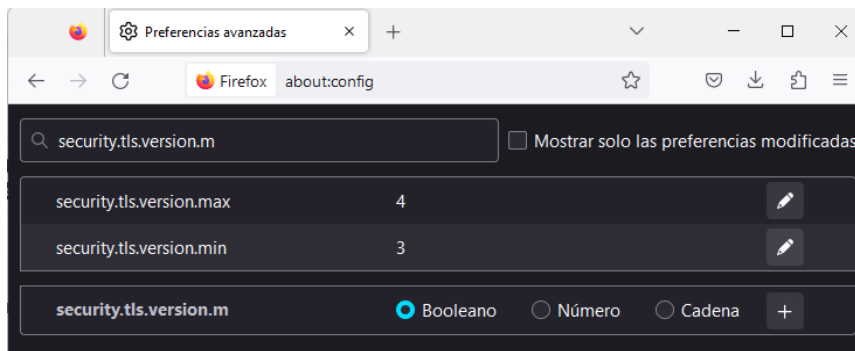 Preferencias avanzadas
Firefox about:config
security.tls.version.m Mostrar solo las preferencias modificadas
security.tls.version.max 4
security.tls.version.min 3
security.tls.version.m Booleano Número Cadena